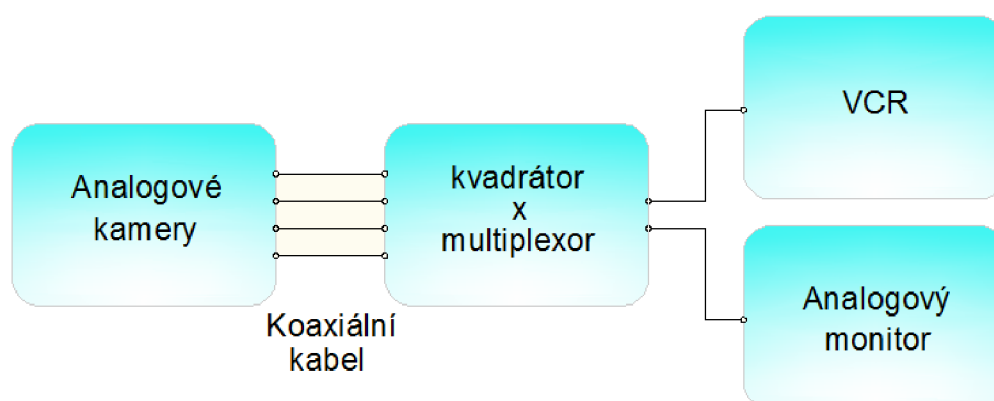 Analogové
kamery
Koaxiální
kabel
kvadrátor
x
multiplexor
VCR
Analogový
monitor